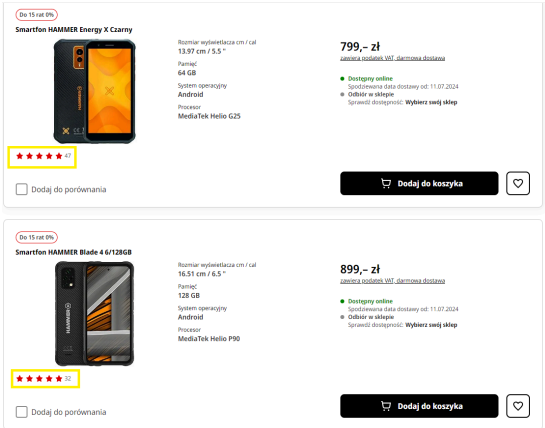 Do 15 rat 0%
Smartfon HAMMER Energy X Czarny
Rozmiar wyświetlacza cm / cal
13.97 cm / 5.5 "
Pamięć
64 GB
System operacyjny
Android
Procesor
MediaTek Helio G25
47
Dodaj do porównania
799,– zł
zawiera podatek VAT, darmowa dostawa
Dostępny online
Spodziewana data dostawy od: 11.07.2024
Odbiór w sklepie
Sprawdź dostępność: Wybierz swój sklep
Dodaj do koszyka
Do 15 rat 0%
Smartfon HAMMER Blade 4 6/128GB
HAMMER
Rozmiar wyświetlacza cm / cal
16.51 cm / 6.5 "
Pamięć
128 GB
System operacyjny
Android
Procesor
MediaTek Helio P90
32
Dodaj do porównania
899,– zł
zawiera podatek VAT, darmowa dostawa
Dostępny online
Spodziewana data dostawy od: 11.07.2024
Odbiór w sklepie
Sprawdź dostępność: Wybierz swój sklep
Dodaj do koszyka